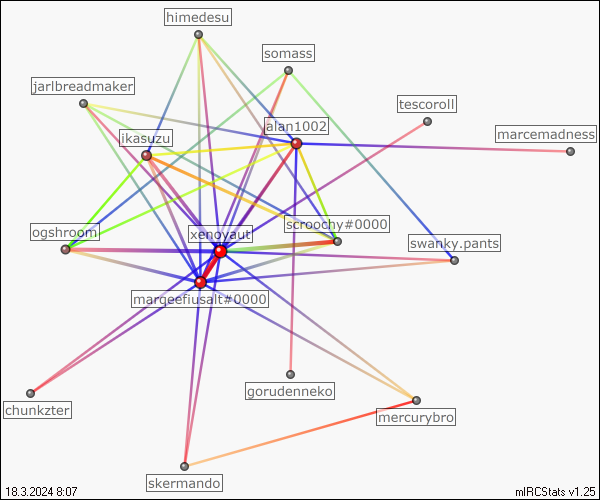 himedesu
somass
jarlbreadmaker
tescoroll
alan1002
marcemadness
ikasuzu
scroochy#0000
ogshroom
xenoyaut
swanky.pants
marqeefiusalt#0000
gorudenneko
chunkzter
mercurybro
skermando
18.3.2024 8:07
mIRCStats v1.25